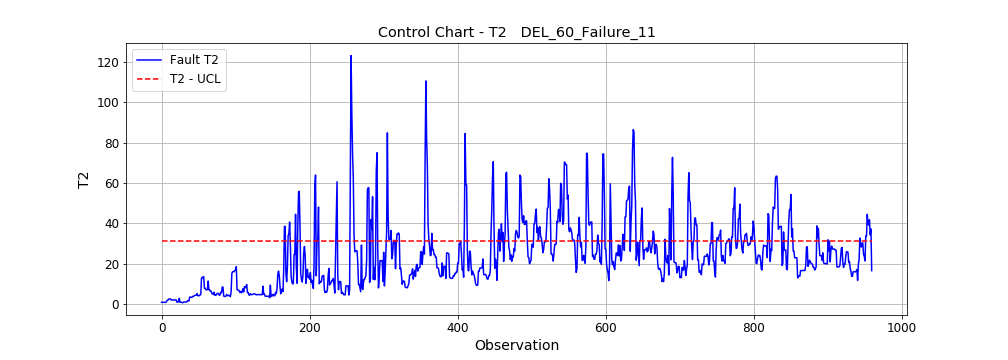 Control Chart - T2   DEL_60_Failure_11
Fault T2
T2 - UCL
120
100
80
60
40
20
0
T2
0
200
400
600
800
1000
Observation